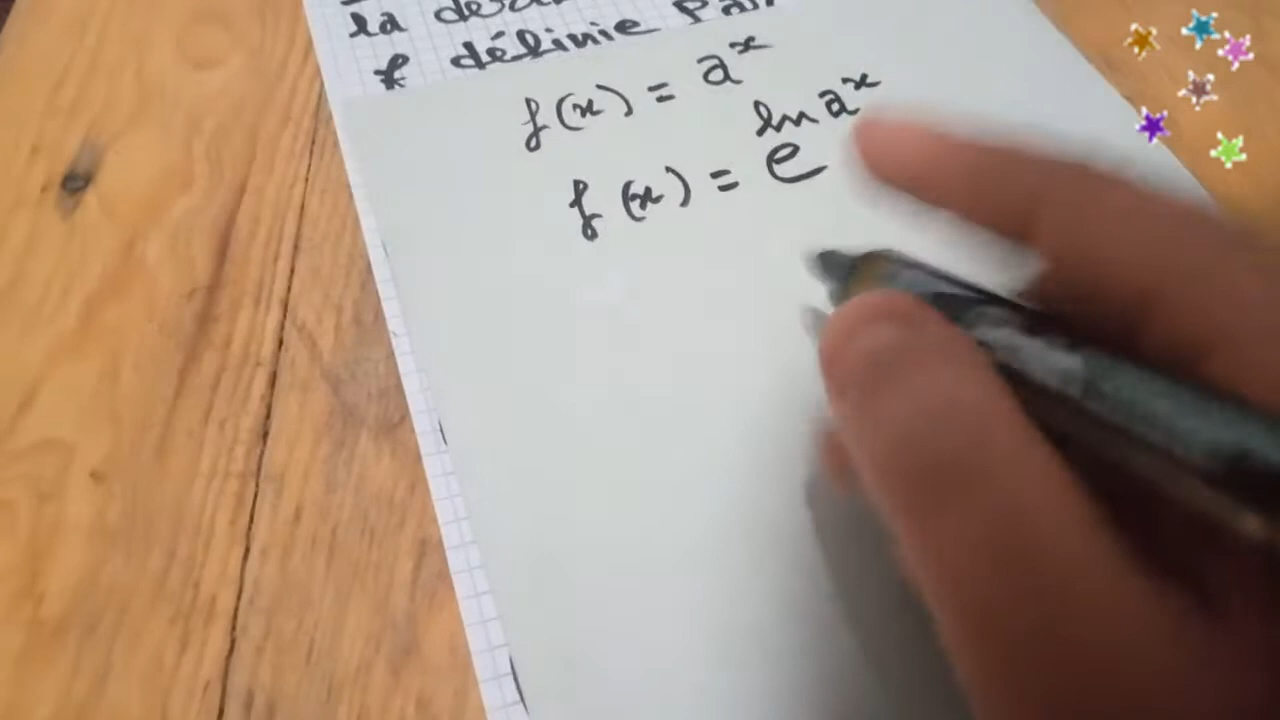 la
f définie
f(x) = a^x
f(x) = e^{ln a^x}